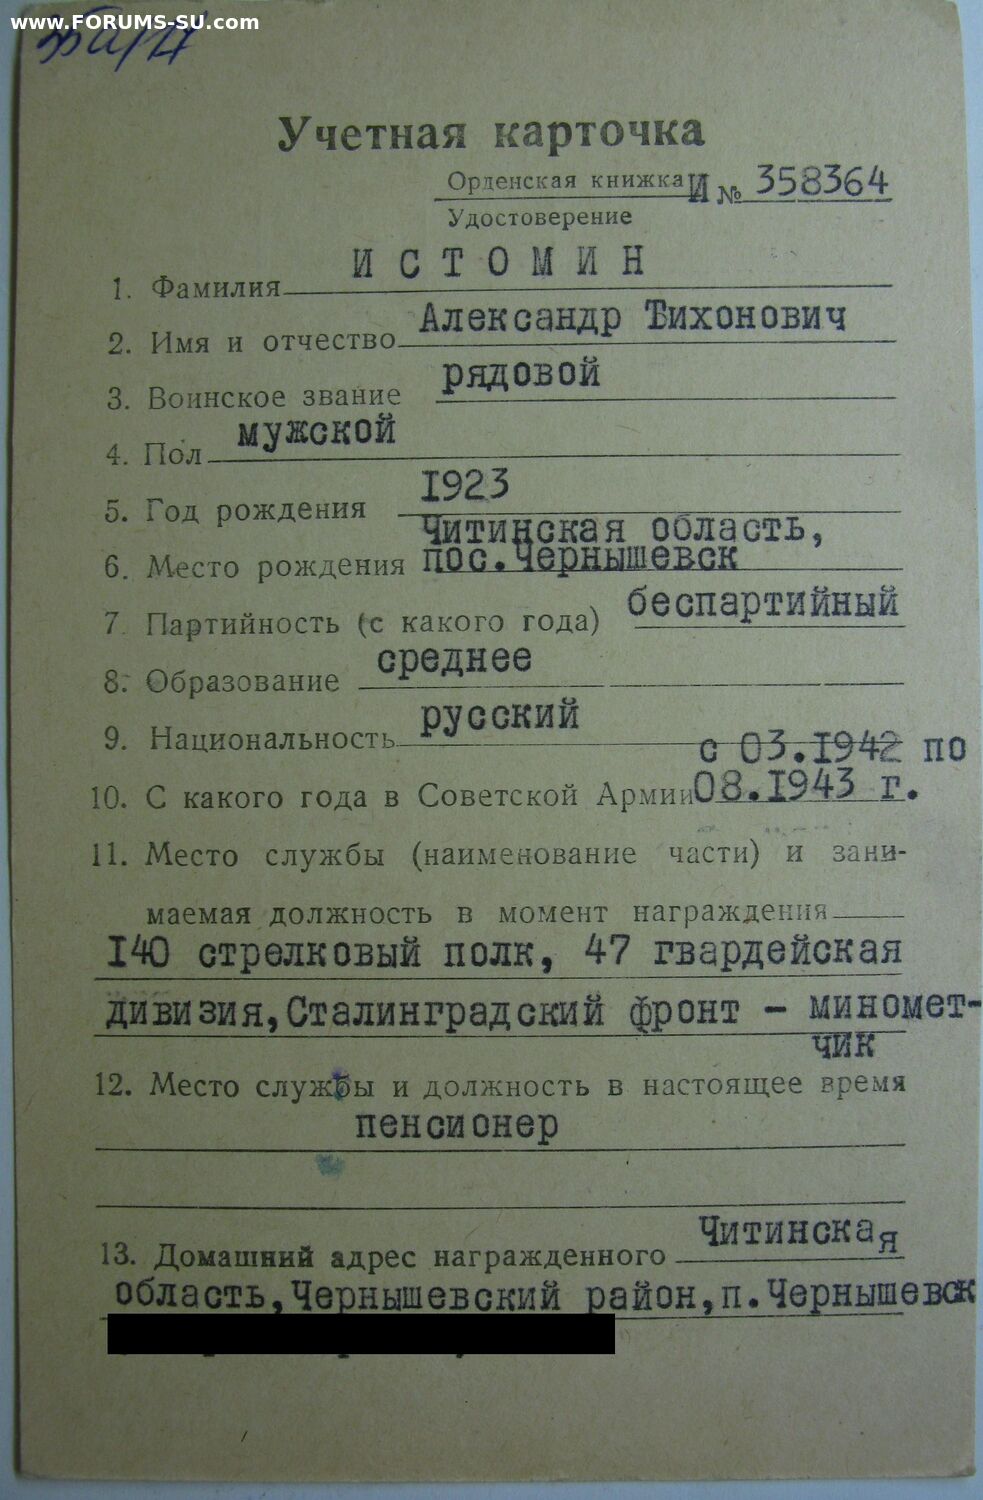 www.FORUMS-SU.com
Учетная карточка
Орденская книжка И № 358364
Удостоверение
1. Фамилия ИСТОМИН
2. Имя и отчество Александр Тихонович
3. Воинское звание рядовой
4. Пол мужской
5. Год рождения 1923
Читинская область,
6. Место рождения пос.Чернышевск
7. Партийность (с какого года) беспартийный
8. Образование среднее
9. Национальность русский
с 03.1942 по
10. С какого года в Советской Армии 08.1943 г.
11. Место службы (наименование части) и зани-
маемая должность в момент награждения
140 стрелковый полк, 47 гвардейская
дивизия, Сталинградский фронт - миномет-
чик
12. Место службы и должность в настоящее время
пенсионер
13. Домашний адрес награжденного Читинская
область, Чернышевский район, п.Чернышевск